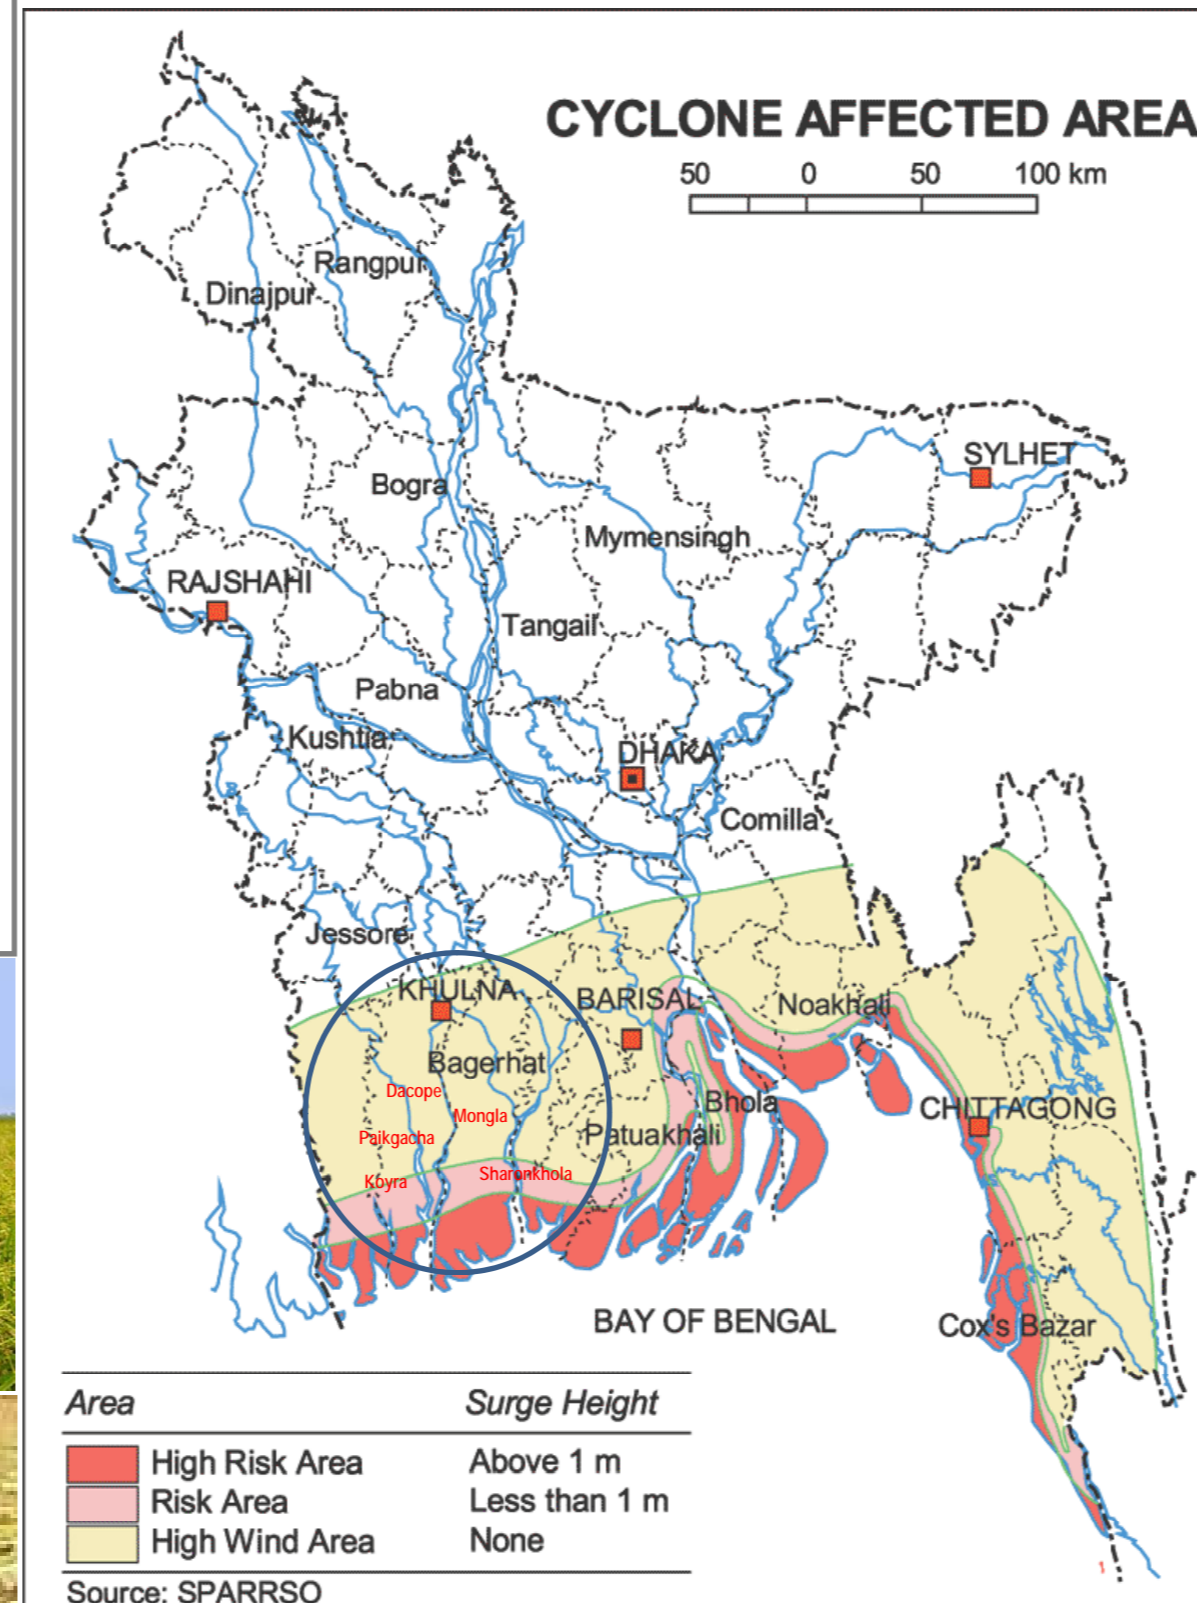 CYCLONE AFFECTED AREA
50 0 50 100 km
Rangpur
Dinajpur
SYLHET
Bogra
Mymensingh
RAJSHAHI
Tangail
Pabna
Kushtia
DHAKA
Comilla
Jessore
KHULNA
BARISAL
Noakhali
Bagerhat
Dacope
Bhola
CHITTAGONG
Mongla
Paikgacha
Patuakhali
Sharonkhola
Koyra
BAY OF BENGAL
Cox's Bazar
Area Surge Height
High Risk Area Above 1 m
Risk Area Less than 1 m
High Wind Area None
Source: SPARRSO